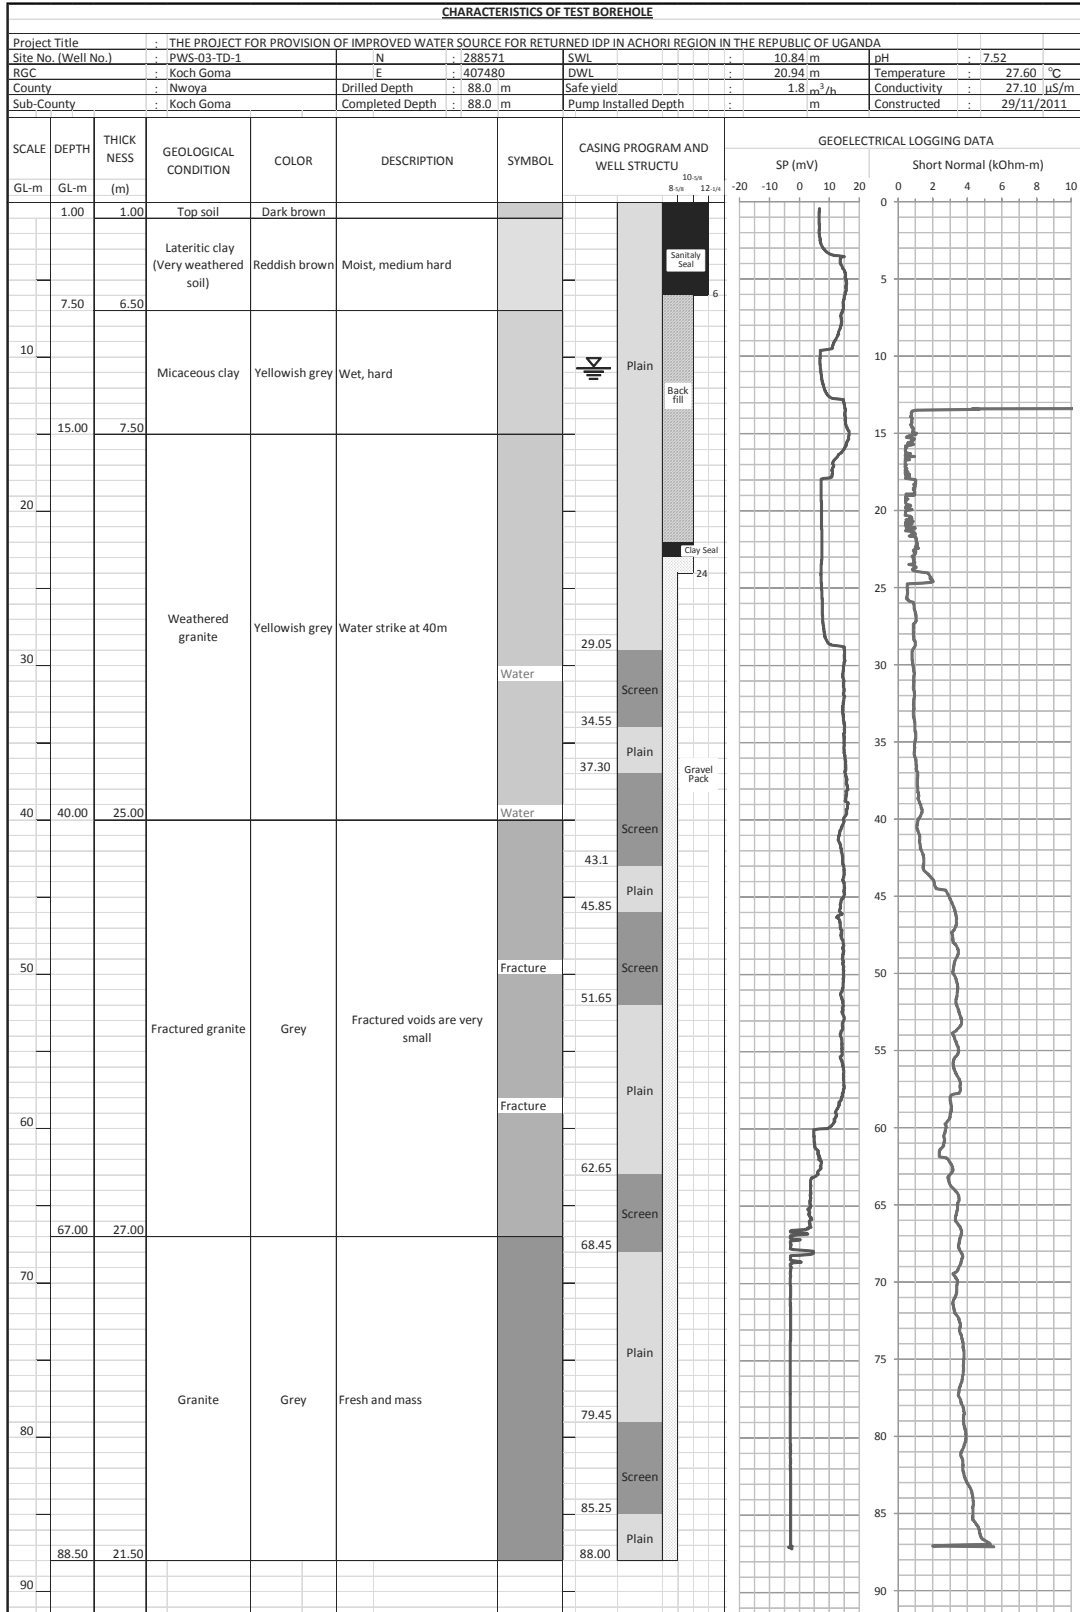 CHARACTERISTICS OF TEST BOREHOLE
Project Title : THE PROJECT FOR PROVISION OF IMPROVED WATER SOURCE FOR RETURNED IDP IN ACHORI REGION IN THE REPUBLIC OF UGANDA
Site No. (Well No.) : PWS-03-TD-1 N : 288571 SWL : 10.84 m pH : 7.52
RGC : Koch Goma E : 407480 DWL : 20.94 m Temperature : 27.60 °C
County : Nwoya Drilled Depth : 88.0 m Safe yield : 1.8 m³/h Conductivity : 27.10 µS/m
Sub-County : Koch Goma Completed Depth : 88.0 m Pump Installed Depth : m Constructed : 29/11/2011
SCALE DEPTH THICK NESS GEOLOGICAL CONDITION COLOR DESCRIPTION SYMBOL CASING PROGRAM AND WELL STRUCTU GEOELECTRICAL LOGGING DATA
SP (mV) Short Normal (kOhm-m)
10-5/8
8-5/8 12-1/4
GL-m GL-m (m) -20 -10 0 10 20 0 2 4 6 8 10
0
1.00 1.00 Top soil Dark brown
Lateritic clay
(Very weathered
soil)
Reddish brown Moist, medium hard
Sanitaly
Seal
5
7.50 6.50
6
10
Micaceous clay Yellowish grey Wet, hard
Plain
Back
fill
10
15.00 7.50
15
20
20
Clay Seal
24
25
Weathered
granite
Yellowish grey Water strike at 40m
29.05
30
Water
30
Screen
34.55
35
Plain
37.30
Gravel
Pack
40 40.00 25.00 Water
40
Screen
43.1
Plain
45
45.85
50
Fracture
Screen
50
51.65
Fractured granite Grey Fractured voids are very
small
55
Plain
Fracture
60
60
62.65
65
Screen
67.00 27.00
68.45
70
70
Plain
75
Granite Grey Fresh and mass
79.45
80
80
Screen
85.25
85
Plain
88.50 21.50 88.00
90
90